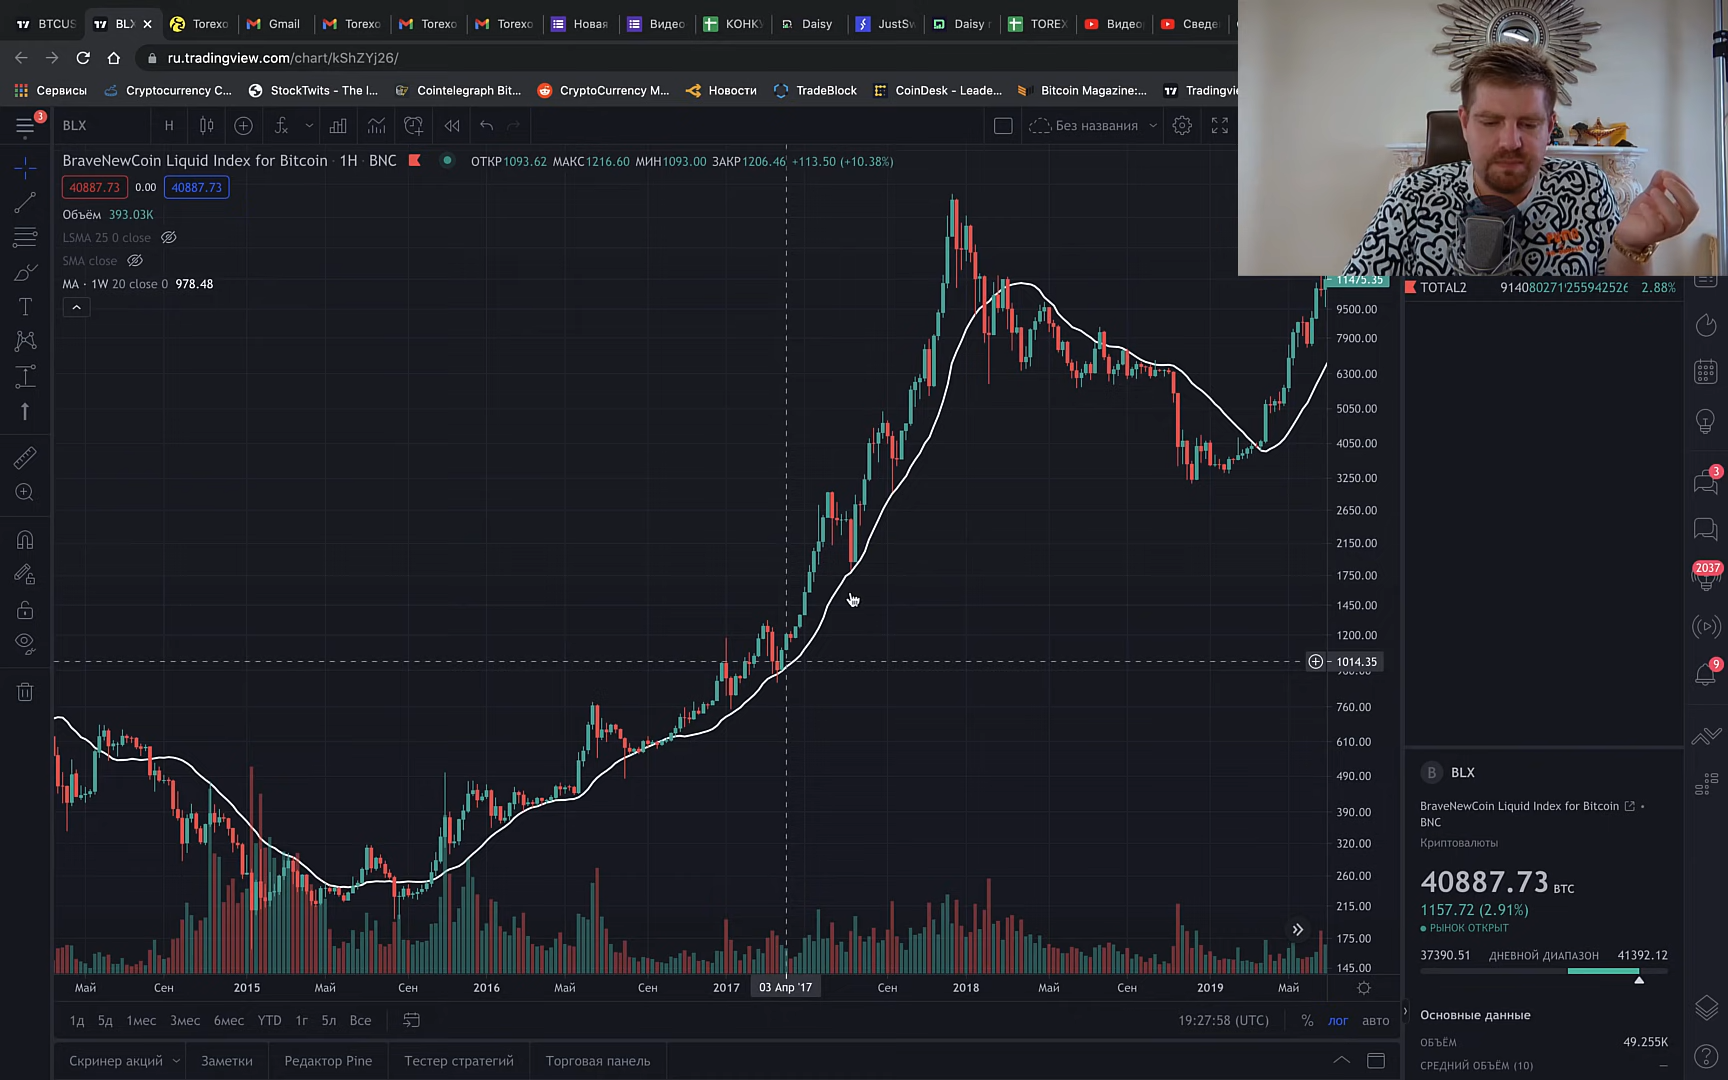 BTCUS
BLX
Torexo
Gmail
Torexo
Torexo
Torexo
Новая
Видео
КОНК
Daisy
JustSw
Daisy
TOREX
Видео
Сведе
ru.tradingview.com/chart/kShZYj26/
Сервисы
Cryptocurrency C...
StockTwits - The I...
Cointelegraph Bit...
CryptoCurrency M...
Новости
TradeBlock
CoinDesk - Leade...
Bitcoin Magazine:...
Tradingvie
3
BLX
Н
Без названия
BraveNewCoin Liquid Index for Bitcoin · 1Н · BNC
ОТКР1093.62 МАКС1216.60 МИН1093.00 ЗАКР1206.46 +113.50 (+10.38%)
40887.73 0.00 40887.73
Объём 393.03K
LSMA 25 0 close
SMA close
MA · 1W 20 close 0 978.48
11475.35
9500.00
7900.00
6300.00
5050.00
4050.00
3250.00
2650.00
2150.00
1750.00
1450.00
1200.00
1014.35
760.00
610.00
490.00
390.00
320.00
260.00
215.00
175.00
145.00
Май Сен 2015 Май Сен 2016 Май Сен 2017 03 Апр '17 Сен 2018 Май Сен 2019 Май
1д 5д 1мес 3мес 6мес YTD 1г 5л Все
19:27:58 (UTC) % лог авто
Скринер акций Заметки Редактор Pine Тестер стратегий Торговая панель
TOTAL2 2.88%
BLX
BraveNewCoin Liquid Index for Bitcoin
BNC
Криптовалюты
40887.73 BTC
1157.72 (2.91%)
РЫНОК ОТКРЫТ
37390.51 ДНЕВНОЙ ДИАПАЗОН 41392.12
Основные данные
ОБЪЁМ 49.255K
СРЕДНИЙ ОБЪЁМ (10) —
3
2037
9